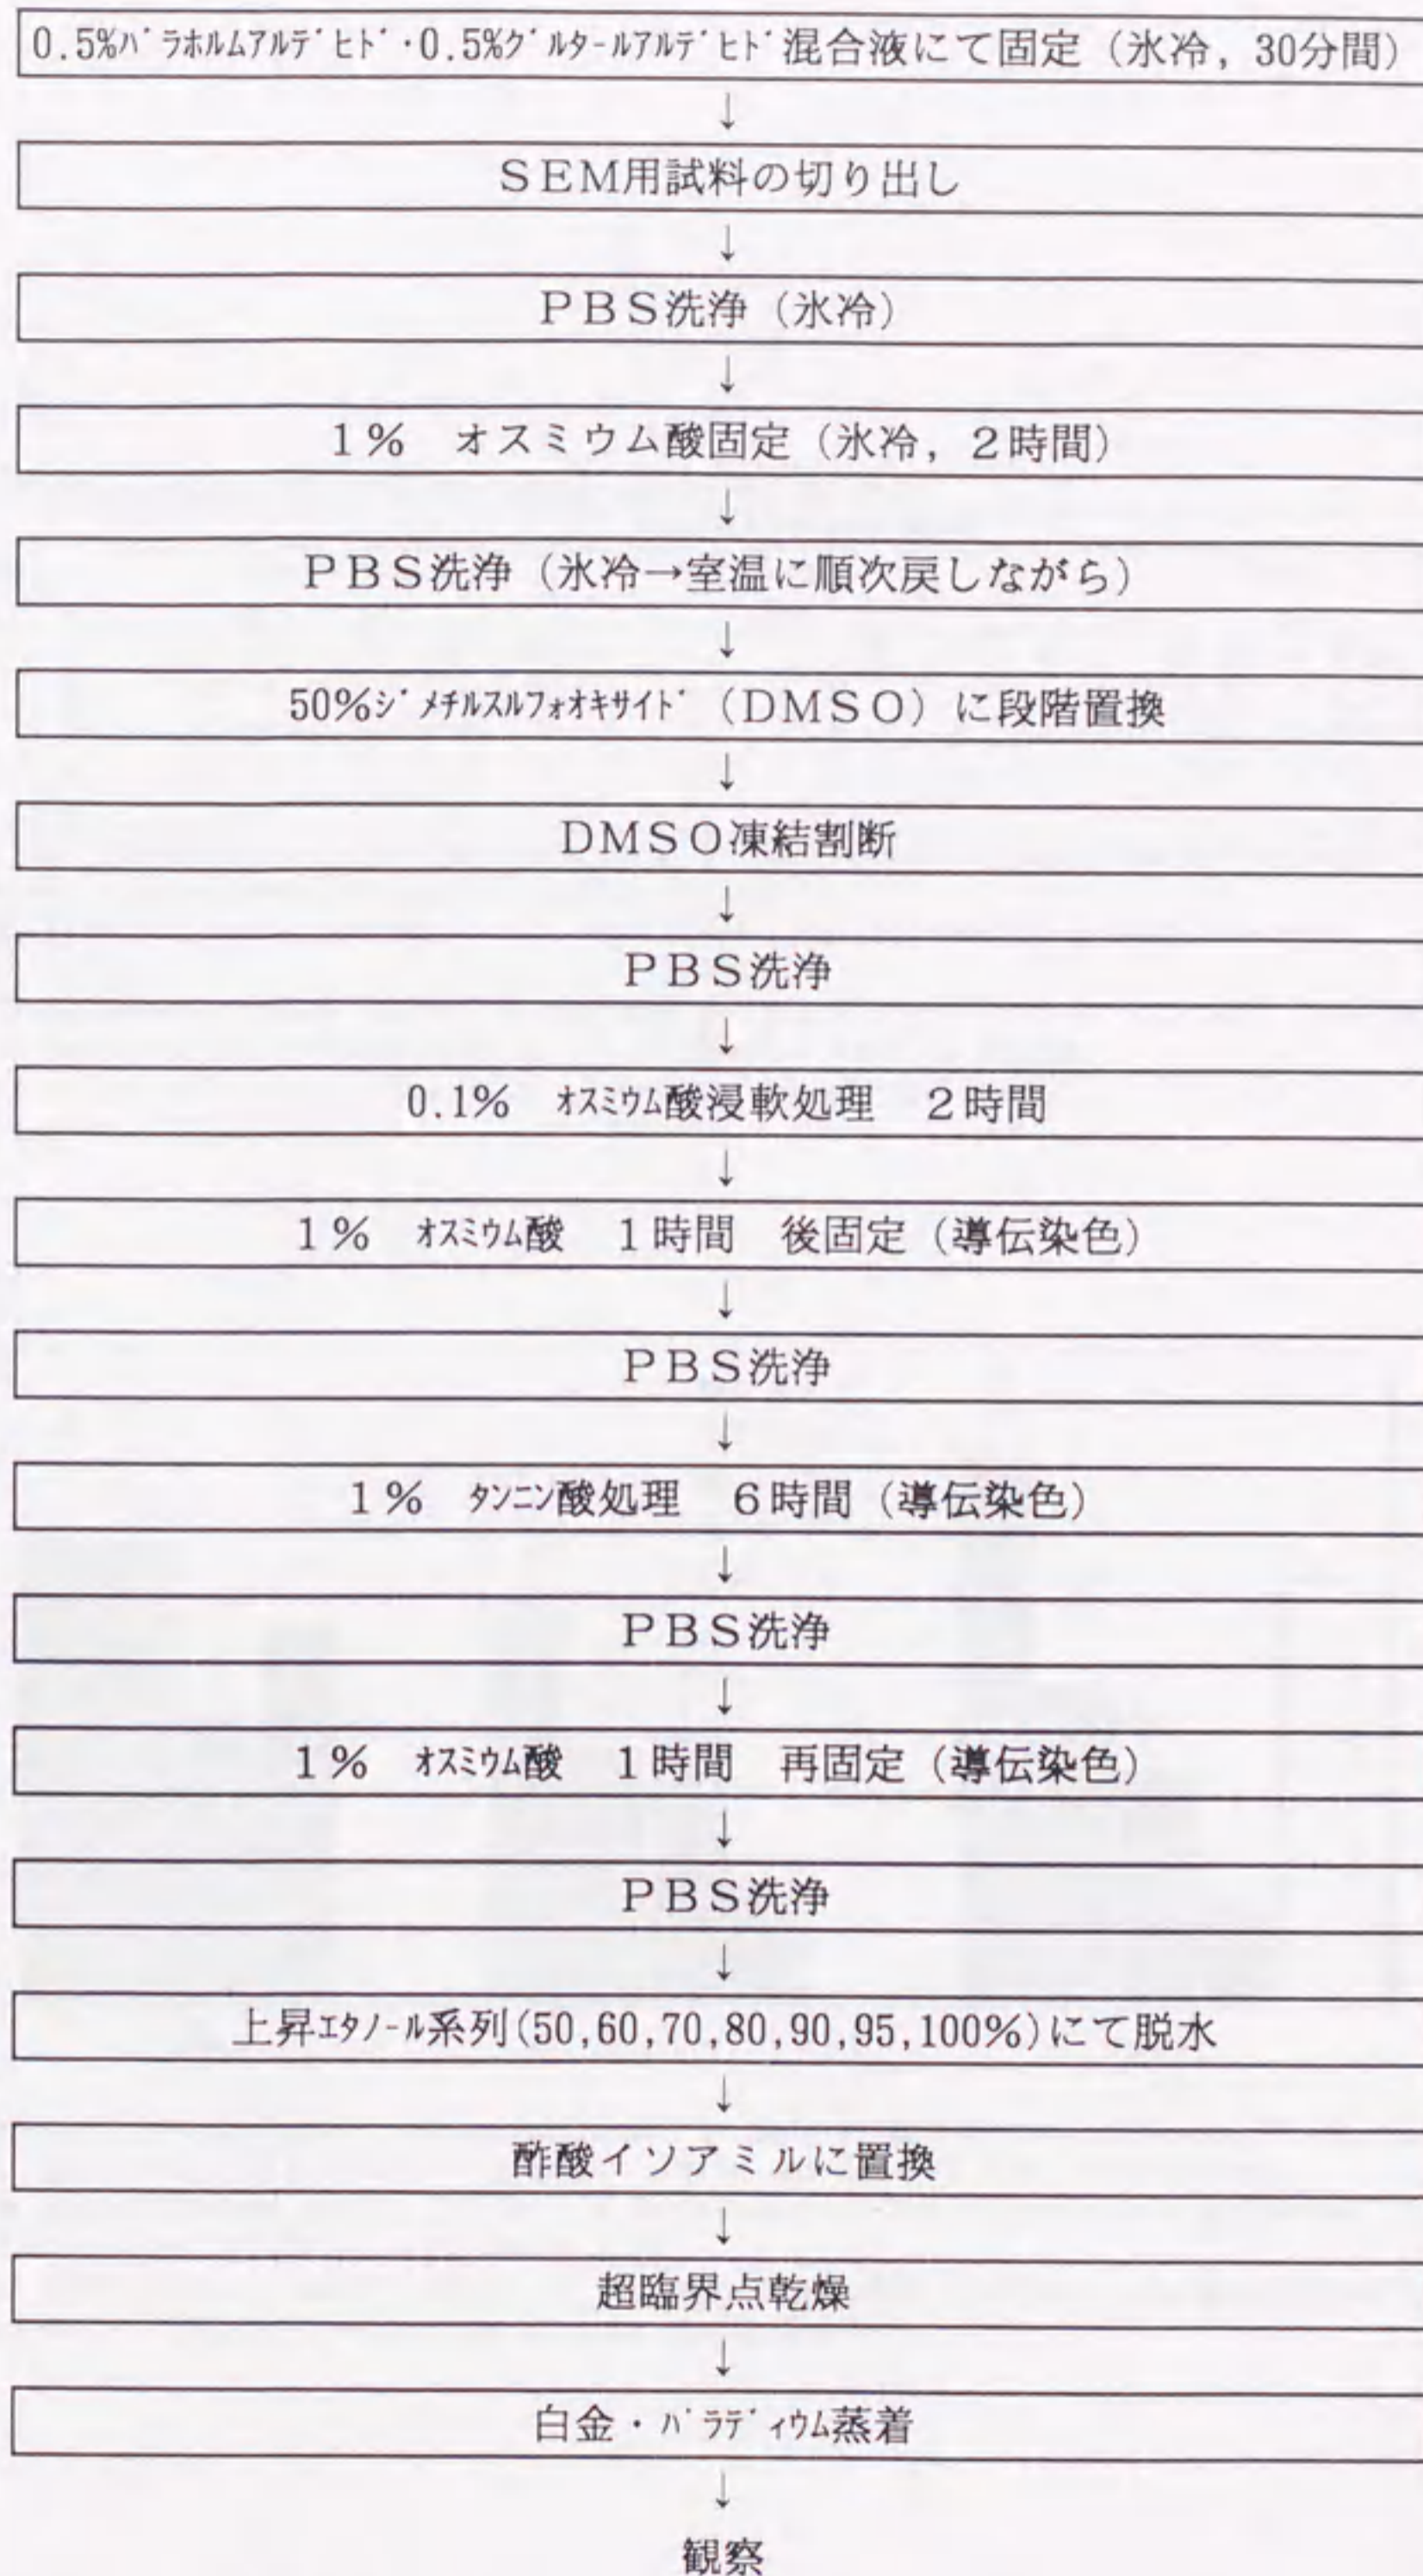 0.5%ﾊﾟﾗﾎﾙﾑｱﾙﾃﾞﾋﾄﾞ・0.5%ｸﾞﾙﾀｰﾙｱﾙﾃﾞﾋﾄﾞ混合液にて固定（氷冷，30分間）
↓
ＳＥＭ用試料の切り出し
↓
ＰＢＳ洗浄（氷冷）
↓
１％　オスミウム酸固定（氷冷，２時間）
↓
ＰＢＳ洗浄（氷冷→室温に順次戻しながら）
↓
50%ｼﾞﾒﾁﾙｽﾙﾌｫｵｷｻｲﾄﾞ（ＤＭＳＯ）に段階置換
↓
ＤＭＳＯ凍結割断
↓
ＰＢＳ洗浄
↓
0.1%　ｵｽﾐｳﾑ酸浸軟処理　２時間
↓
１％　ｵｽﾐｳﾑ酸　１時間　後固定（導伝染色）
↓
ＰＢＳ洗浄
↓
１％　ﾀﾝﾆﾝ酸処理　６時間（導伝染色）
↓
ＰＢＳ洗浄
↓
１％　ｵｽﾐｳﾑ酸　１時間　再固定（導伝染色）
↓
ＰＢＳ洗浄
↓
上昇ｴﾀﾉｰﾙ系列(50,60,70,80,90,95,100%)にて脱水
↓
酢酸イソアミルに置換
↓
超臨界点乾燥
↓
白金・ﾊﾟﾗﾃﾞｨｳﾑ蒸着
↓
観察